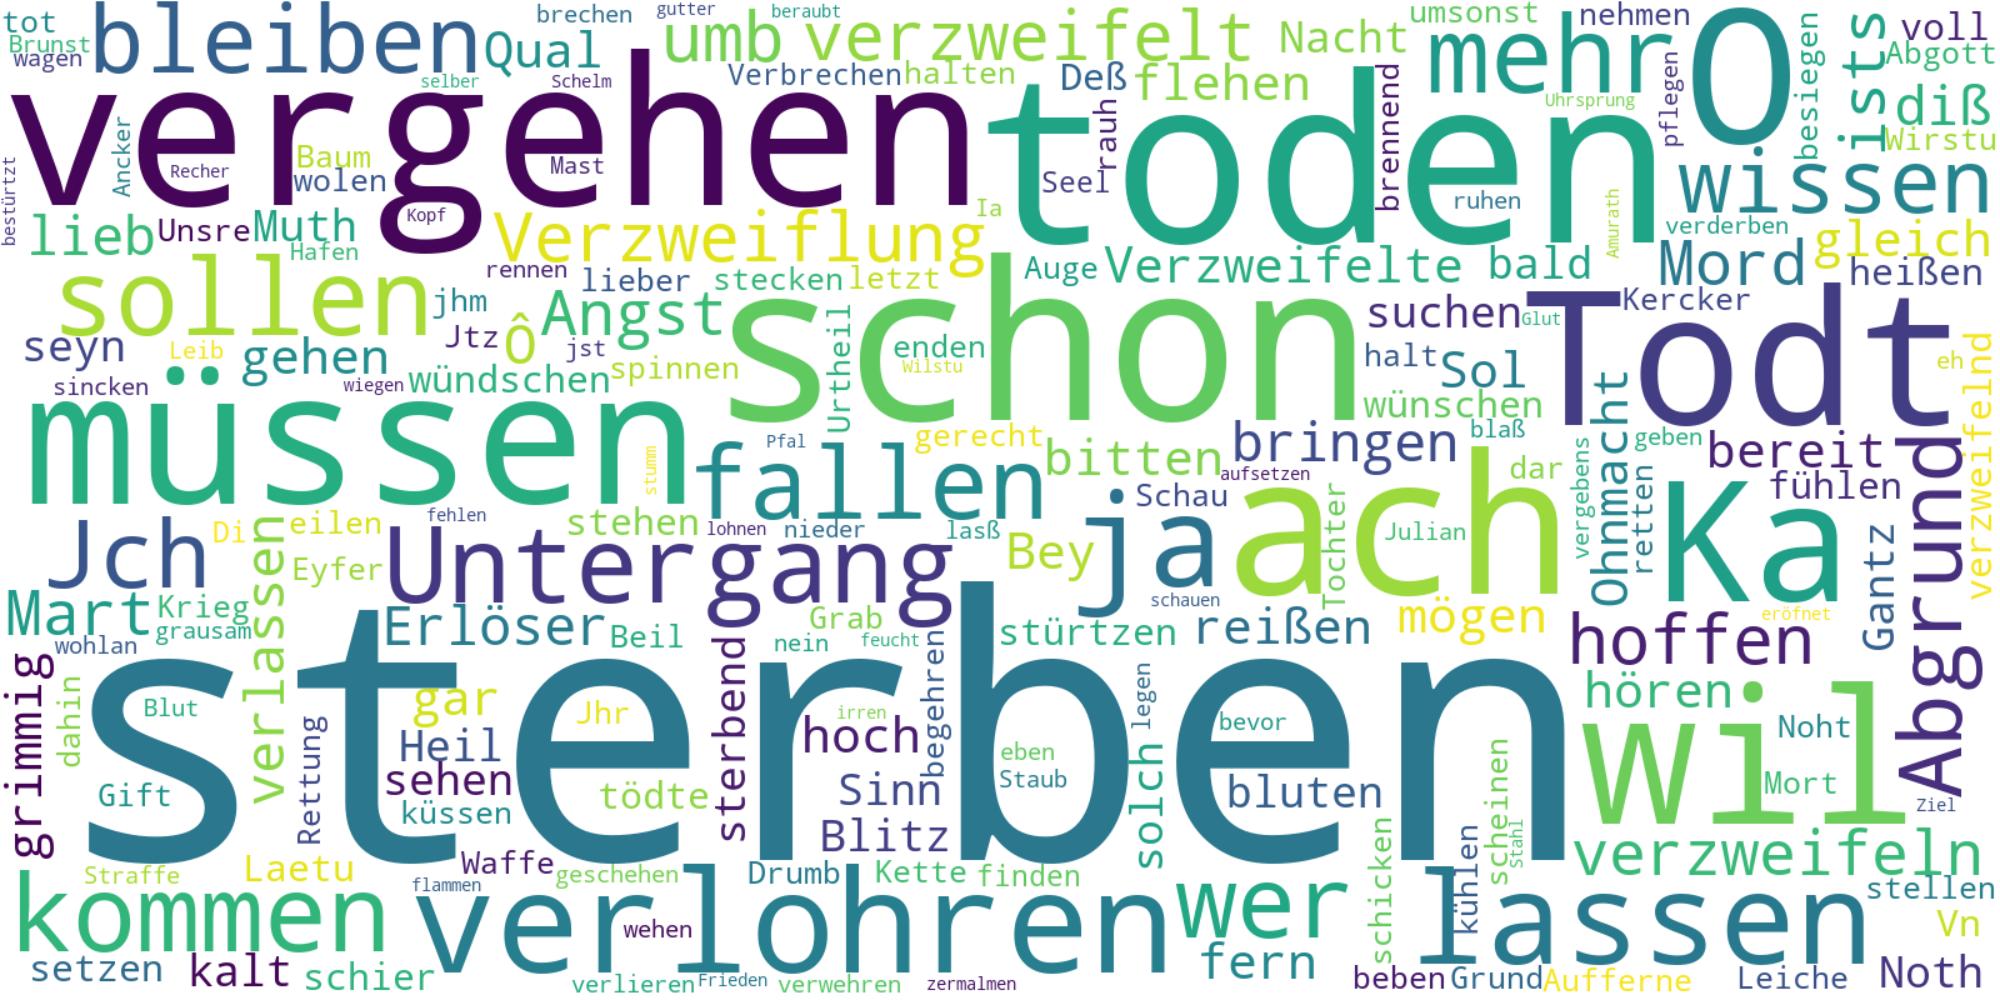 tot
Brunst
wagen
bleiben
Qual
brechen
gutter
beraubt
umb
verzweifelt
Nacht
umsonst
nehmen
mehr
O
besiegen
ists
voll
Abgott
diß
Wirstu
selber
Schelm
Verbrechen
halten
Deß
flehen
brennend
Uhrsprung
pflegen
vergehen
toden
rauh
Ancker
Recher
Baum
wolen
Mast
Kopf
Seel
ruhen
Amurath
wissen
bestürtzt
lieb
Unsre
Muth
Hafen
Verzweiflung
Ia
verderben
Mord
gleich
heißen
rennen
lieber
stecken
letzt
Auge
Verzweifelte
bald
sollen
jhm
Jtz
Ô
Angst
jst
schon
Urtheil
enden
Wilstu
suchen
Glut
Todt
Kercker
seyn
Leib
gehen
sincken
wiegen
wündschen
spinnen
halt
Sol
wünschen
Ohnmacht
eh
verzweifelnd
müssen
stumm
fallen
Pfal
gerecht
bitten
bringen
blaß
aufsetzen
dar
vergebens
geben
retten
bereit
fühlen
Abgrund
Jch
Di
eilen
Eyfer
fehlen
Untergang
stehen
lohnen
nieder
lasß
Bey
ja
Schau
ach
Tochter
Julian
Ka
Gantz
Mart
Krieg
grausam
wohlan
verlassen
Erlöser
Beil
Grab
nein
feucht
schauen
stürtzen
reißen
mögen
eröfnet
hoffen
grimmig
dahin
Blut
sterben
Rettung
gar
Heil
sehen
küssen
Jhr
tödte
sterbend
irren
hoch
begehren
Sinn
Blitz
eben
Staub
legen
solch
bevor
bluten
hören
wil
Noht
Mort
Ziel
Gift
scheinen
Stahl
kühlen
schicken
verzweifeln
Straffe
Laetu
Waffe
geschehen
flammen
Drumb
Kette
finden
stellen
kommen
verlohren
wehen
wer
fern
lassen
Vn
setzen
kalt
schier
verlieren
Frieden
verwehren
zermalmen
beben
Grund
Aufferne
Leiche
Noth